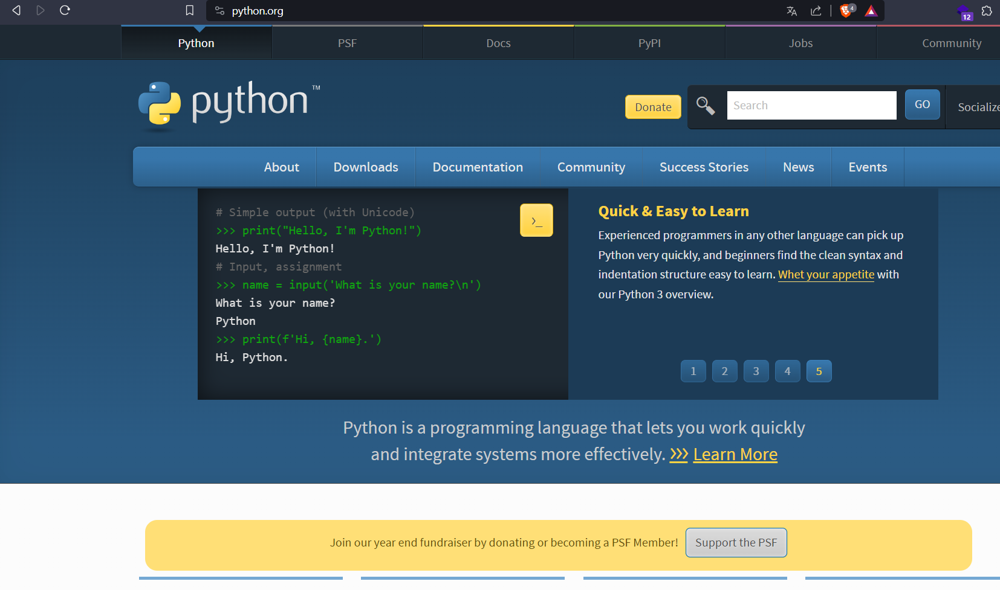 python.org
4
12
Python
PSF
Docs
PyPI
Jobs
Community
python™
Donate
Search
GO
Socialize
About
Downloads
Documentation
Community
Success Stories
News
Events
# Simple output (with Unicode)
>>> print("Hello, I'm Python!")
Hello, I'm Python!
# Input, assignment
>>> name = input('What is your name?\n')
What is your name?
Python
>>> print(f'Hi, {name}.')
Hi, Python.
>_
Quick & Easy to Learn
Experienced programmers in any other language can pick up
Python very quickly, and beginners find the clean syntax and
indentation structure easy to learn. Whet your appetite with
our Python 3 overview.
1
2
3
4
5
Python is a programming language that lets you work quickly
and integrate systems more effectively. >>> Learn More
Join our year end fundraiser by donating or becoming a PSF Member!
Support the PSF